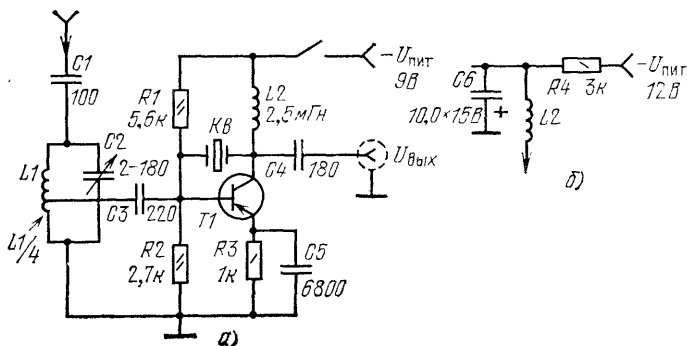 C1
100
R1
5,6к
КВ
L2
2,5мГн
−Uпит
9В
L1
C2
2-180
C3
220
L1/4
T1
C4
180
Uвых
R2
2,7к
R3
1к
C5
6800
а)
C6
10,0×15В
+
R4
3к
−Uпит
12В
L2
б)